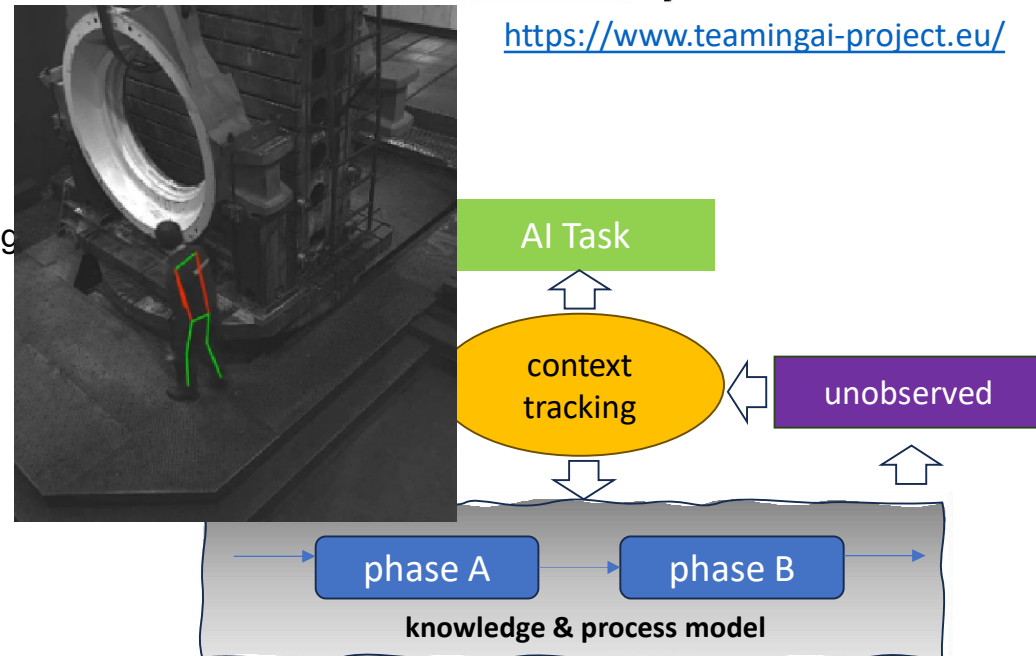 https://www.teamingai-project.eu/
g
AI Task
context
tracking
unobserved
phase A
phase B
knowledge & process model